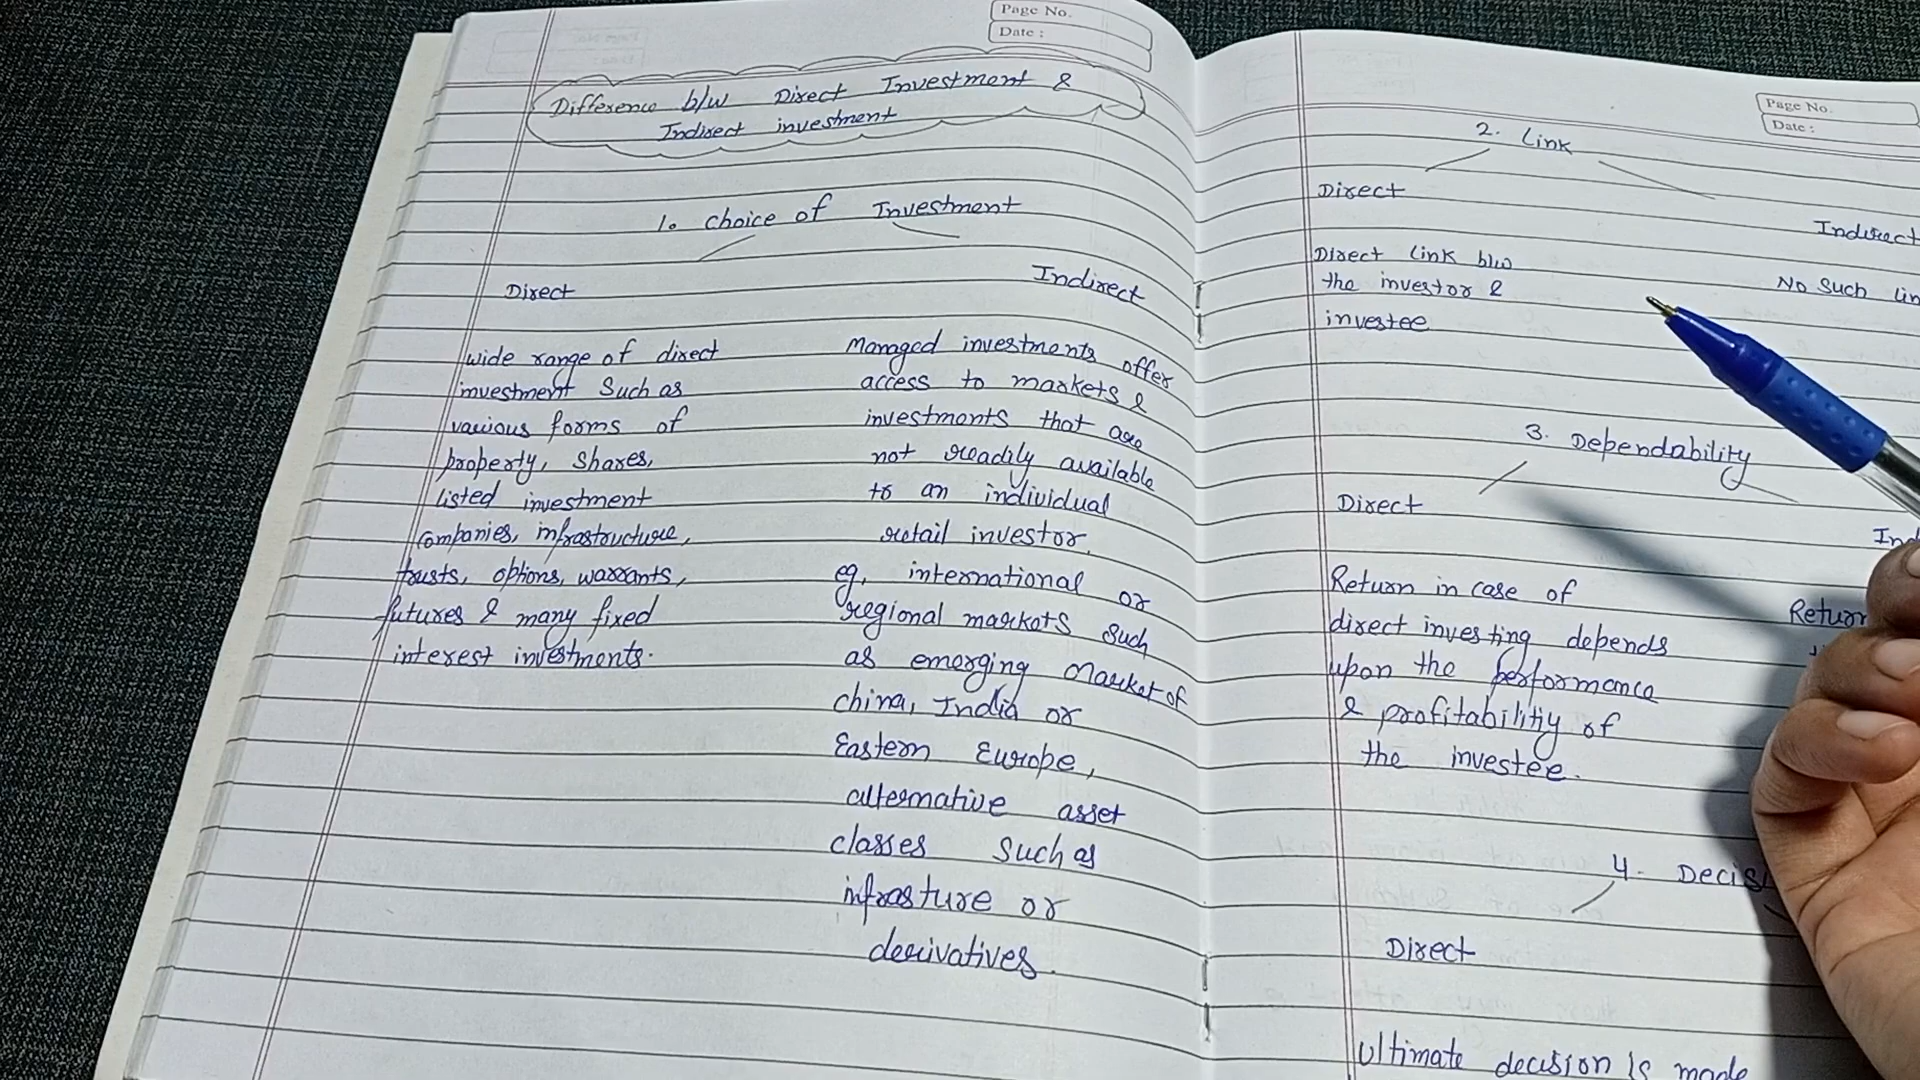 Page No.
Date :
Difference b/w Direct Investment &
Indirect investment
1. Choice of Investment
Direct
Indirect
wide range of direct
investment Such as
various forms of
property, shares,
listed investment
companies, infrastructure,
trusts, options, warrants,
futures & many fixed
interest investments.
Managed investments offer
access to markets &
investments that are
not readily available
to an individual
retail investor.
eg, international or
regional markets such
as emerging Market of
china, India or
Eastern Europe,
alternative asset
classes such as
infrasture or
derivatives.
Page No.
Date :
2. Link
Direct
Indirect
Direct link b/w
the investor &
investee
No Such
3. Dependability
Direct
Return in case of
direct investing depends
upon the performance
& profitabilitiy of
the investee.
Return
4.
Direct
Ultimate decision is made